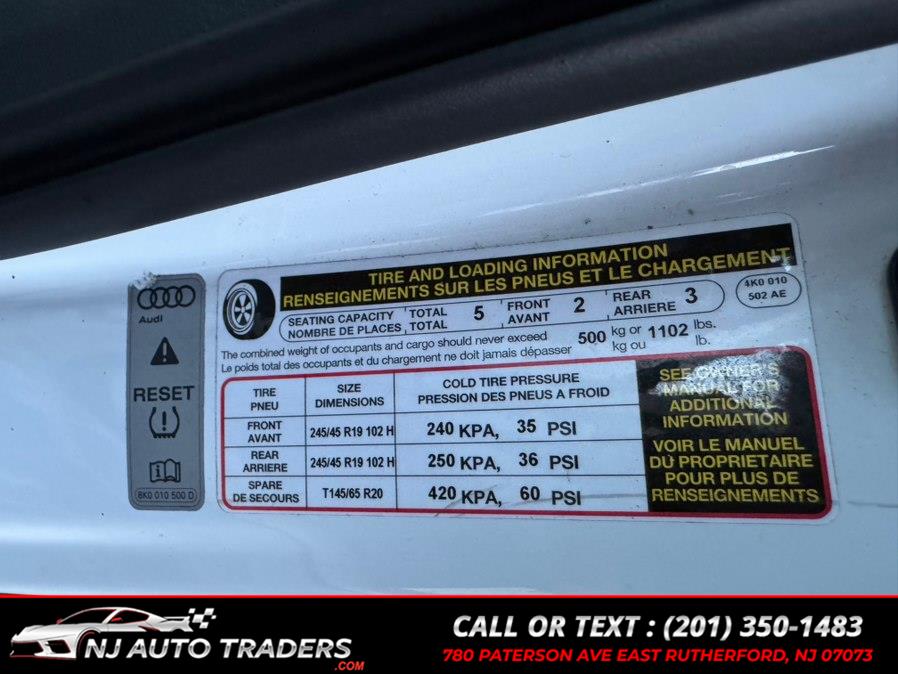 Audi
RESET
8K0 010 500 D
TIRE AND LOADING INFORMATION
RENSEIGNEMENTS SUR LES PNEUS ET LE CHARGEMENT
SEATING CAPACITY TOTAL 5 FRONT 2 REAR 3
NOMBRE DE PLACES TOTAL AVANT ARRIERE
4K0 010
502 AE
The combined weight of occupants and cargo should never exceed 500 kg or 1102 lbs.
Le poids total des occupants et du chargement ne doit jamais dépasser kg ou lb.
TIRE SIZE COLD TIRE PRESSURE
PNEU DIMENSIONS PRESSION DES PNEUS A FROID
FRONT
AVANT 245/45 R19 102 H 240 KPA, 35 PSI
REAR
ARRIERE 245/45 R19 102 H 250 KPA, 36 PSI
SPARE
DE SECOURS T145/65 R20 420 KPA, 60 PSI
SEE OWNER'S
MANUAL FOR
ADDITIONAL
INFORMATION
VOIR LE MANUEL
DU PROPRIETAIRE
POUR PLUS DE
RENSEIGNEMENTS
NJ AUTO TRADERS
.COM
CALL OR TEXT : (201) 350-1483
780 PATERSON AVE EAST RUTHERFORD, NJ 07073